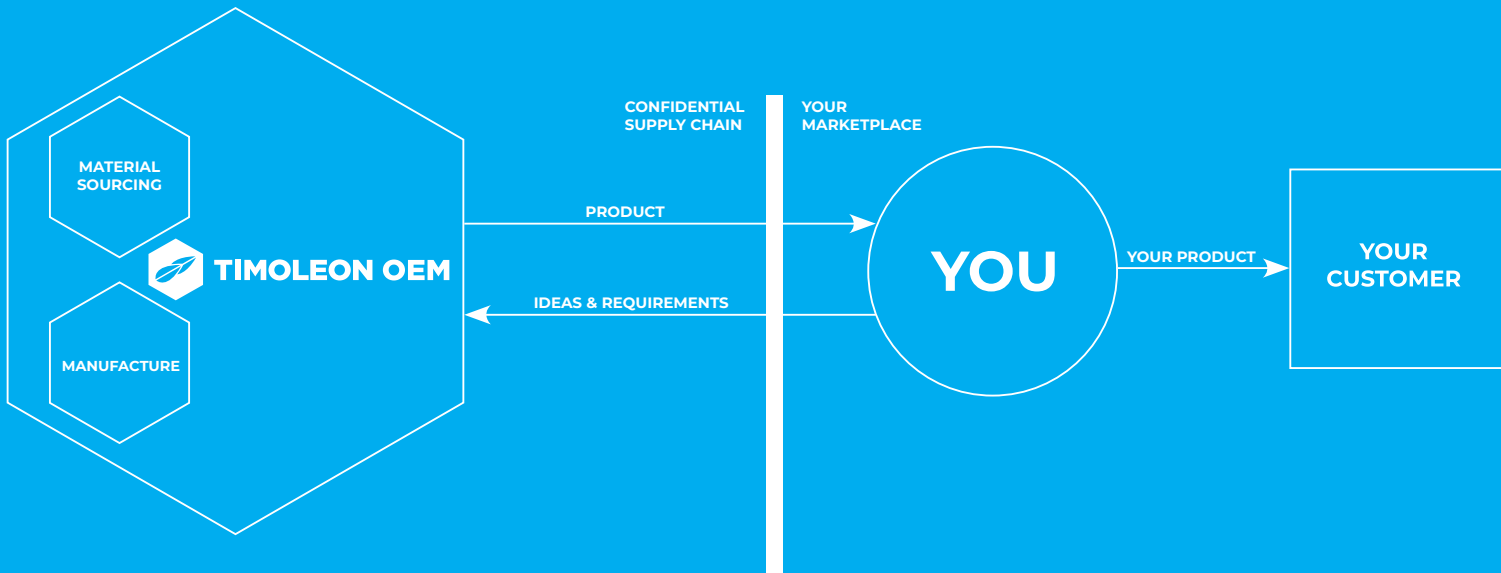 CONFIDENTIAL
SUPPLY CHAIN
YOUR
MARKETPLACE
MATERIAL
SOURCING
TIMOLEON OEM
MANUFACTURE
PRODUCT
IDEAS & REQUIREMENTS
YOU
YOUR PRODUCT
YOUR
CUSTOMER